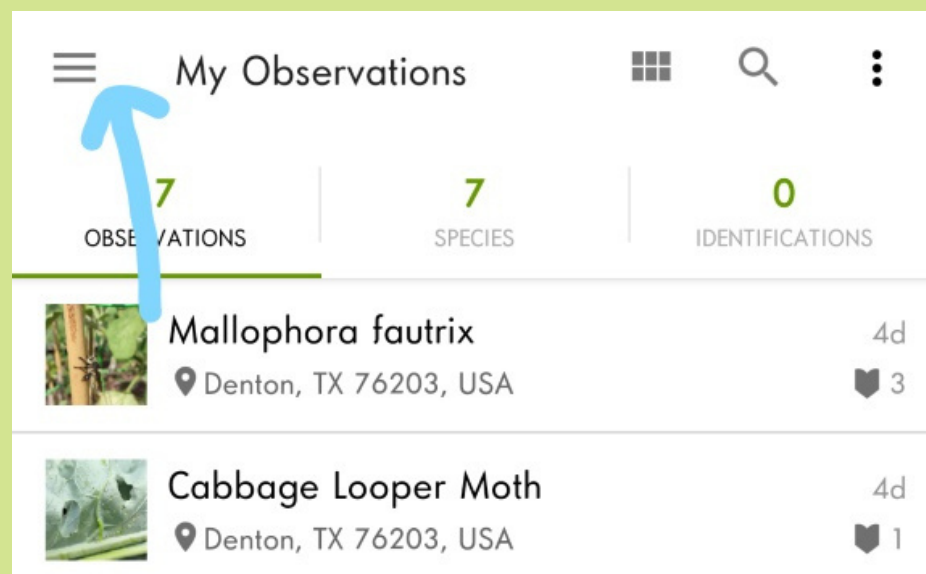 My Observations
7 7 0
OBSE VATIONS SPECIES IDENTIFICATIONS
Mallophora fautrix 4d
Denton, TX 76203, USA 3
Cabbage Looper Moth 4d
Denton, TX 76203, USA 1